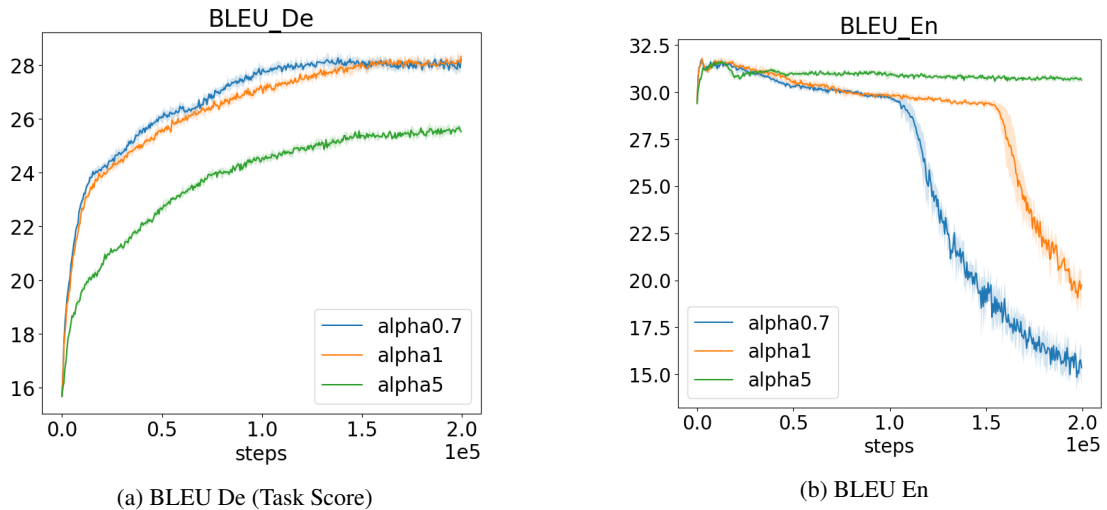 BLEU_De
28
26
24
22
20
18
16
0.0 0.5 1.0 1.5 2.0
1e5
steps
alpha0.7
alpha1
alpha5
(a) BLEU De (Task Score)
BLEU_En
32.5
30.0
27.5
25.0
22.5
20.0
17.5
15.0
0.0 0.5 1.0 1.5 2.0
1e5
steps
alpha0.7
alpha1
alpha5
(b) BLEU En